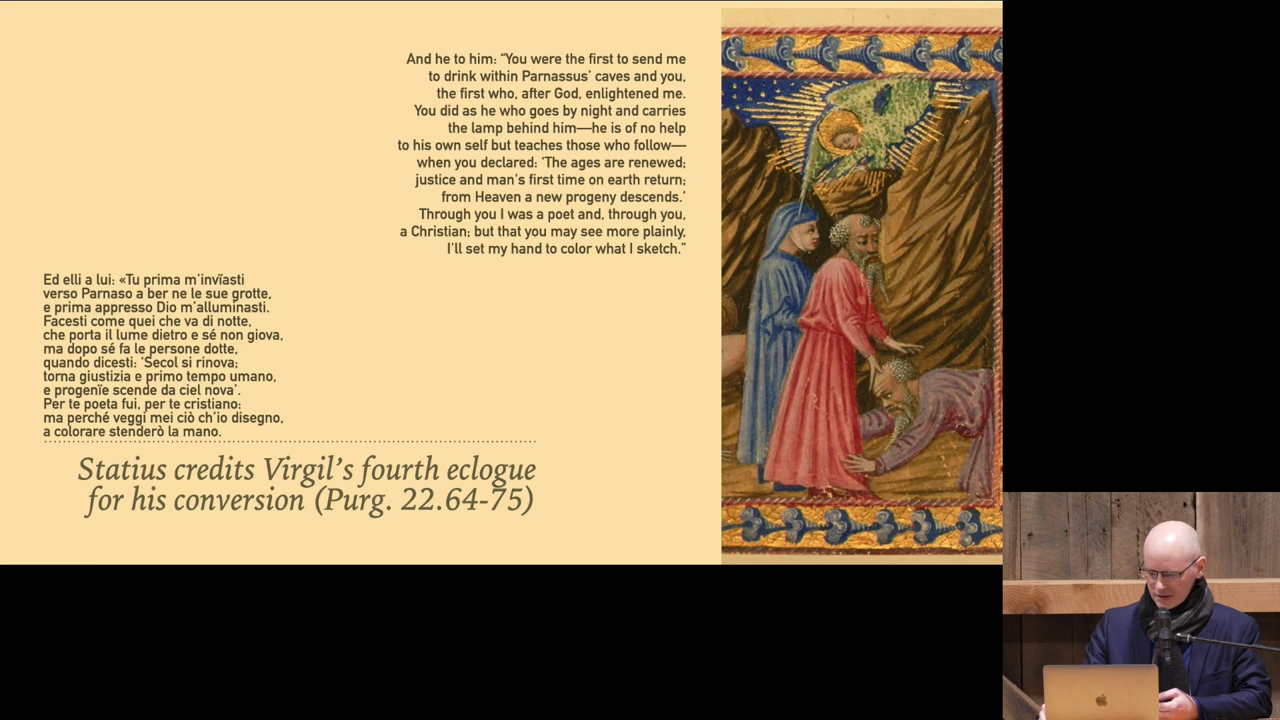 And he to him: “You were the first to send me
to drink within Parnassus’ caves and you,
the first who, after God, enlightened me.
You did as he who goes by night and carries
the lamp behind him—he is of no help
to his own self but teaches those who follow—
when you declared: ‘The ages are renewed;
justice and man's first time on earth return;
from Heaven a new progeny descends.’
Through you I was a poet and, through you,
a Christian; but that you may see more plainly,
I'll set my hand to color what I sketch.”
Ed elli a lui: «Tu prima m’invïasti
verso Parnaso a ber ne le sue grotte,
e prima appresso Dio m’alluminasti.
Facesti come quei che va di notte,
che porta il lume dietro e sé non giova,
ma dopo sé fa le persone dotte,
quando dicesti: ‘Secol si rinova;
torna giustizia e primo tempo umano,
e progenïe scende da ciel nova’.
Per te poeta fui, per te cristiano:
ma perché veggi mei ciò ch’io disegno,
a colorare stenderò la mano.
Statius credits Virgil’s fourth eclogue
for his conversion (Purg. 22.64-75)